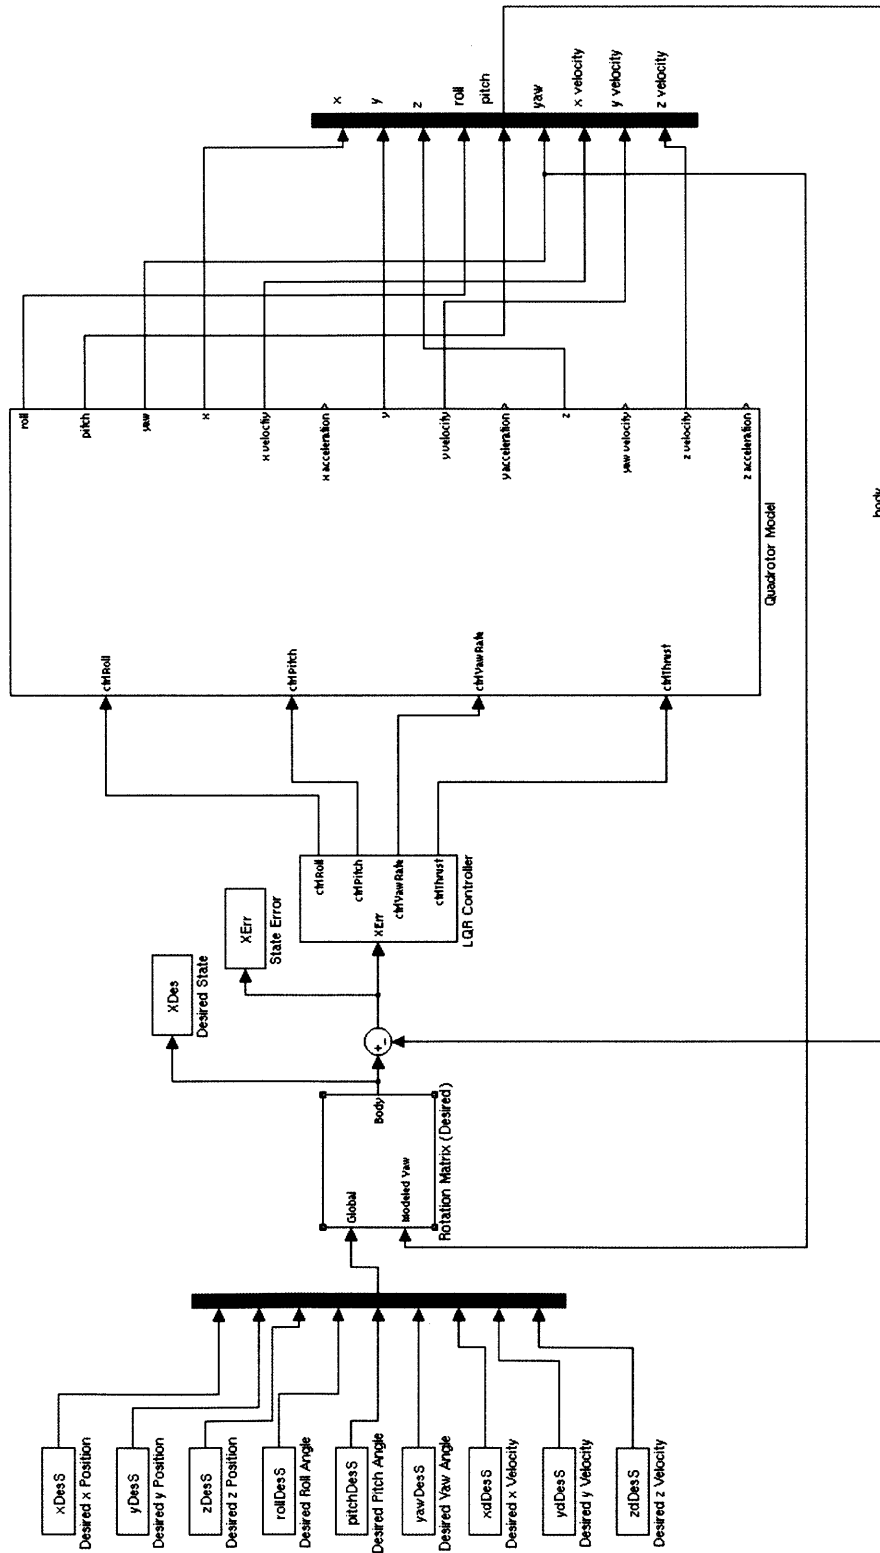 xDesS
Desired x Position
yDesS
Desired y Position
zDesS
Desired z Position
rollDesS
Desired Roll Angle
pitchDesS
Desired Pitch Angle
yawDesS
Desired Yaw Angle
xdDesS
Desired x Velocity
ydDesS
Desired y Velocity
zdDesS
Desired z Velocity
Global
Modeled Yaw
Body
Rotation Matrix (Desired)
XDes
Desired State
+
−
XErr
State Error
XErr
ctrlRoll
ctrlPitch
ctrlYawRate
ctrlThrust
LQR Controller
ctrlRoll
ctrlPitch
ctrlYawRate
ctrlThrust
roll
pitch
yaw
x
x velocity
x acceleration
y
y velocity
y acceleration
z
yaw velocity
z velocity
z acceleration
Quadrotor Model
x
y
z
roll
pitch
yaw
x velocity
y velocity
z velocity
body